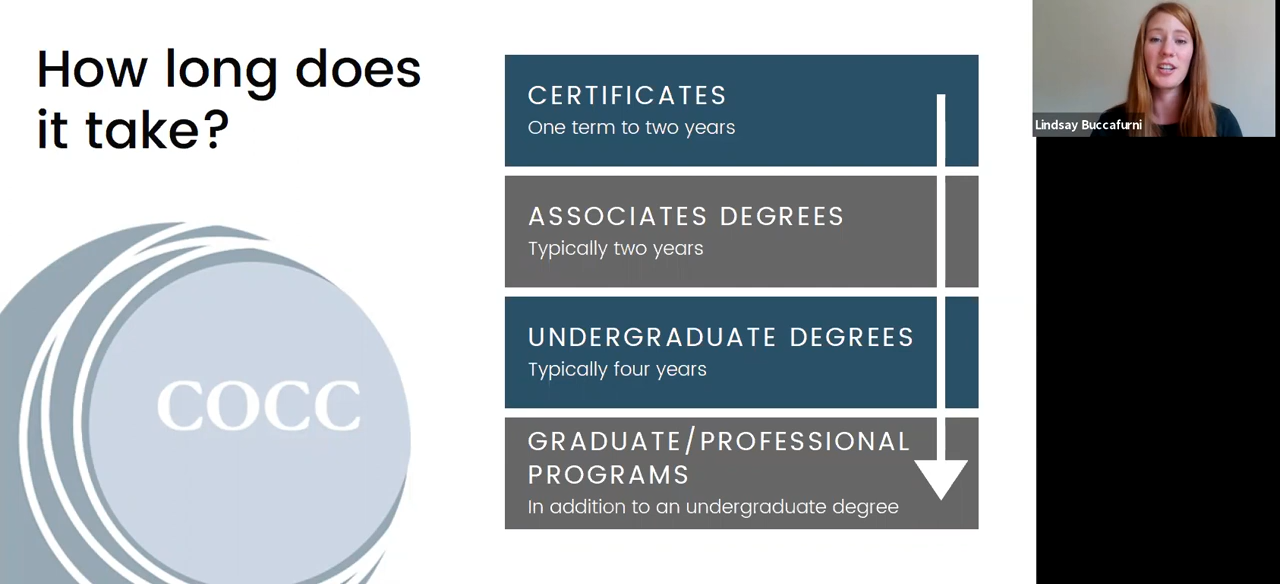 How long does
it take?
COCC
CERTIFICATES
One term to two years
ASSOCIATES DEGREES
Typically two years
UNDERGRADUATE DEGREES
Typically four years
GRADUATE/PROFESSIONAL
PROGRAMS
In addition to an undergraduate degree
Lindsay Buccafurni